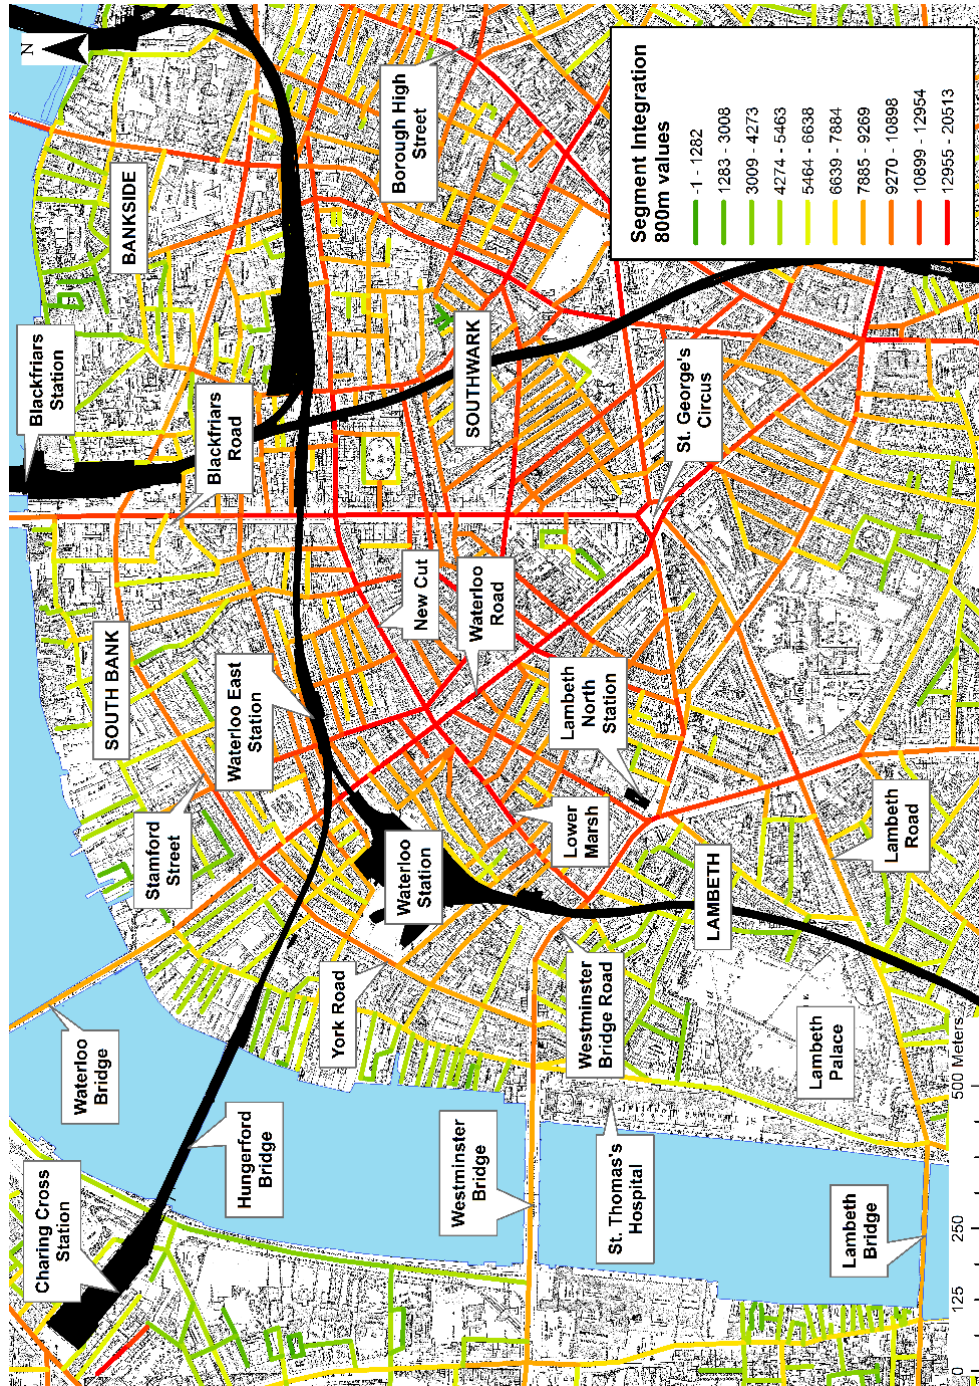 Charing Cross
Station
Waterloo
Bridge
Hungerford
Bridge
Stamford
Street
SOUTH BANK
Waterloo East
Station
Blackfriars
Station
Blackfriars
Road
BANKSIDE
N
York Road
Waterloo
Station
New Cut
Waterloo
Road
Borough High
Street
SOUTHWARK
Westminster
Bridge
Westminster
Bridge Road
Lower
Marsh
Lambeth
North
Station
St. George's
Circus
St. Thomas's
Hospital
LAMBETH
Lambeth
Palace
Lambeth
Road
Lambeth
Bridge
Segment Integration
800m values
-1 - 1282
1283 - 3008
3009 - 4273
4274 - 5463
5464 - 6638
6639 - 7884
7885 - 9269
9270 - 10898
10899 - 12954
12955 - 20513
0 125 250 500 Meters